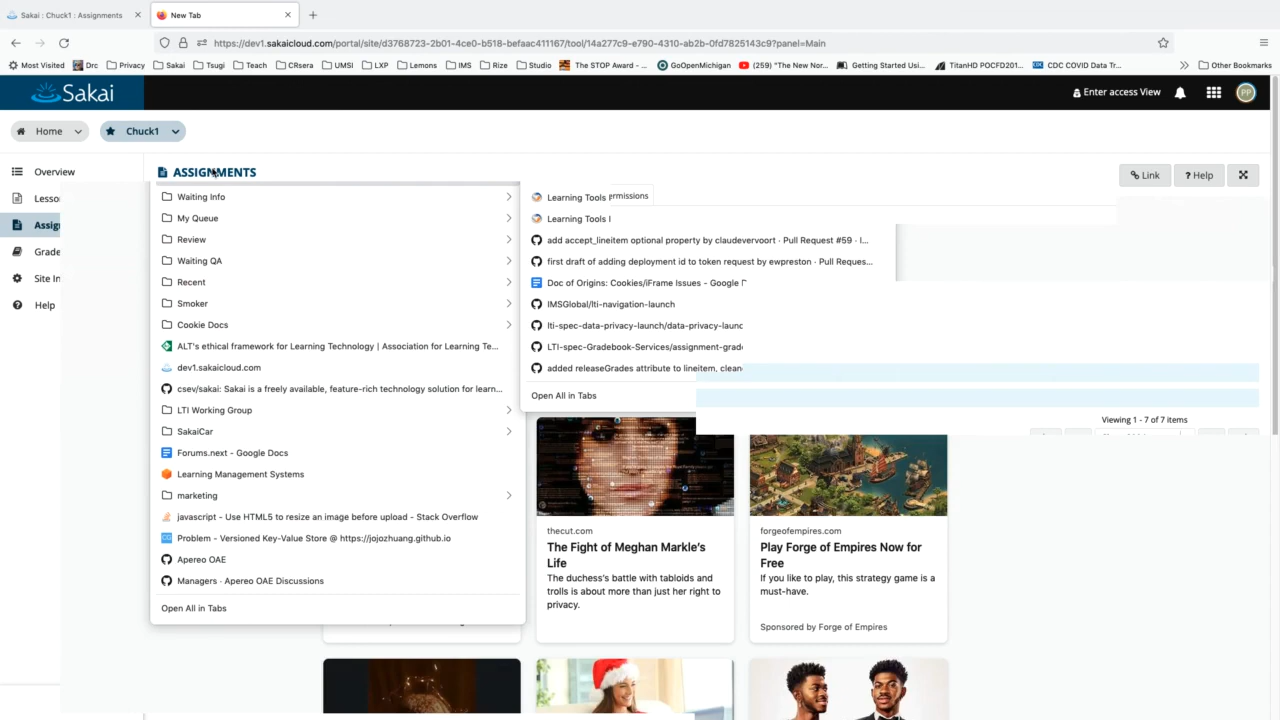 Sakai : Chuck1 : Assignments
New Tab
https://dev1.sakaicloud.com/portal/site/d3768723-2b01-4ce0-b518-befaac411167/tool/14a277c9-e790-4310-ab2b-0fd7825143c9?panel=Main
Most Visited Drc Privacy Sakai Tsugi Teach CRsera UMSI LXP Lemons IMS Rize Studio The STOP Award - ... GoOpenMichigan (259) "The New Nor... Getting Started Usi... TitanHD POCFD201... CDC COVID Data Tr... Other Bookmarks
Sakai
Enter access View
PP
Home
Chuck1
Overview
Lesso
Assig
Grade
Site In
Help
ASSIGNMENTS
Link
? Help
Waiting Info
My Queue
Review
Waiting QA
Recent
Smoker
Cookie Docs
ALT's ethical framework for Learning Technology | Association for Learning Te...
dev1.sakaicloud.com
csev/sakai: Sakai is a freely available, feature-rich technology solution for learn...
LTI Working Group
SakaiCar
Forums.next - Google Docs
Learning Management Systems
marketing
javascript - Use HTML5 to resize an image before upload - Stack Overflow
Problem - Versioned Key-Value Store @ https://jojozhuang.github.io
Apereo OAE
Managers · Apereo OAE Discussions
Open All in Tabs
Learning Tools
ermissions
Learning Tools I
add accept_lineitem optional property by claudevervoort · Pull Request #59 · I...
first draft of adding deployment id to token request by ewpreston · Pull Reques...
Doc of Origins: Cookies/iFrame Issues - Google
IMSGlobal/lti-navigation-launch
lti-spec-data-privacy-launch/data-privacy-launc
LTI-spec-Gradebook-Services/assignment-grad
added releaseGrades attribute to lineitem, clean
Open All in Tabs
Viewing 1 - 7 of 7 items
thecut.com
The Fight of Meghan Markle's
Life
The duchess's battle with tabloids and
trolls is about more than just her right to
privacy.
forgeofempires.com
Play Forge of Empires Now for
Free
If you like to play, this strategy game is a
must-have.
Sponsored by Forge of Empires